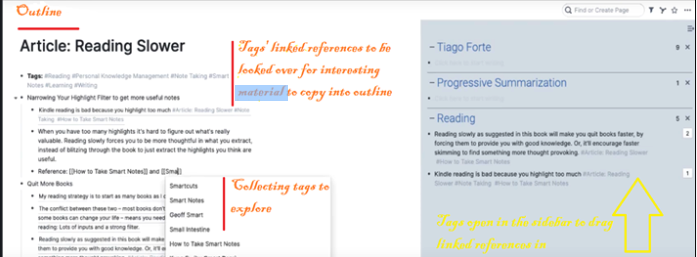 Outline
Find or Create Page
Article: Reading Slower
Tags' linked references to be
looked over for interesting
material to copy into outline
Tags: #Reading #Personal Knowledge Management #Note Taking #Smart
Notes #Learning #Writing
Narrowing Your Highlight Filter to get more useful notes
Kindle reading is bad because you highlight too much #Article: Reading Slower #Note
Taking #How to Take Smart Notes
When you have too many highlights it's hard to figure out what's really
valuable. Reading slowly forces you to be more thoughtful in what you extract,
instead of blitzing through the book to just extract the highlights you think are
useful.
Reference: [[How to Take Smart Notes]] and [[Sma]]
Quit More Books
My reading strategy is to start as many books as
The conflict between these two – most books don't
some books can change your life – means you need
reading: Lots of inputs and a strong filter.
Reading slowly as suggested in this book will make
them to provide you with good knowledge. Or, it'll
Smartcuts
Smart Notes
Geoff Smart
Small Intestine
How to Take Smart Notes
Collecting tags to
explore
Tiago Forte
9 ×
Progressive Summarization
1 ×
Reading
5 ×
Reading slowly as suggested in this book will make you quit books faster, by
forcing them to provide you with good knowledge. Or, it'll encourage faster
skimming to find something more thought provoking. #Article: Reading Slower
#How to Take Smart Notes
2
Kindle reading is bad because you highlight too much #Article: Reading
Slower #Note Taking #How to Take Smart Notes
1
Tags open in the sidebar to drag
linked references in